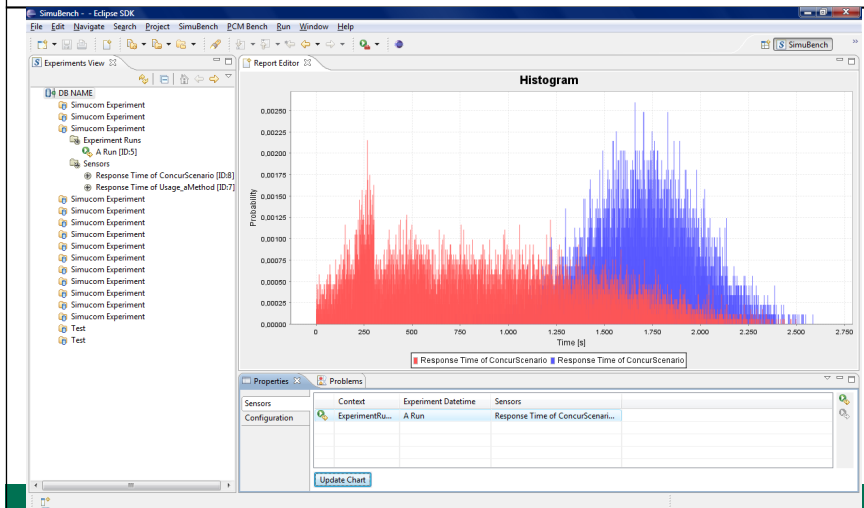 SimuBench - - Eclipse SDK
File Edit Navigate Search Project SimuBench PCM Bench Run Window Help
SimuBench
Experiments View
DB NAME
Simucom Experiment
Simucom Experiment
Simucom Experiment
Experiment Runs
A Run [ID:5]
Sensors
Response Time of ConcurScenario [ID:8]
Response Time of Usage_aMethod [ID:7]
Simucom Experiment
Simucom Experiment
Simucom Experiment
Simucom Experiment
Simucom Experiment
Simucom Experiment
Simucom Experiment
Simucom Experiment
Simucom Experiment
Simucom Experiment
Simucom Experiment
Test
Test
Report Editor
Histogram
Probability
0,00250
0,00225
0,00200
0,00175
0,00150
0,00125
0,00100
0,00075
0,00050
0,00025
0,00000
0 250 500 750 1.000 1.250 1.500 1.750 2.000 2.250 2.500 2.750
Time [s]
Response Time of ConcurScenario Response Time of ConcurScenario
Properties Problems
Sensors
Configuration
Context Experiment Datetime Sensors
ExperimentRu... A Run Response Time of ConcurScenari...
Update Chart